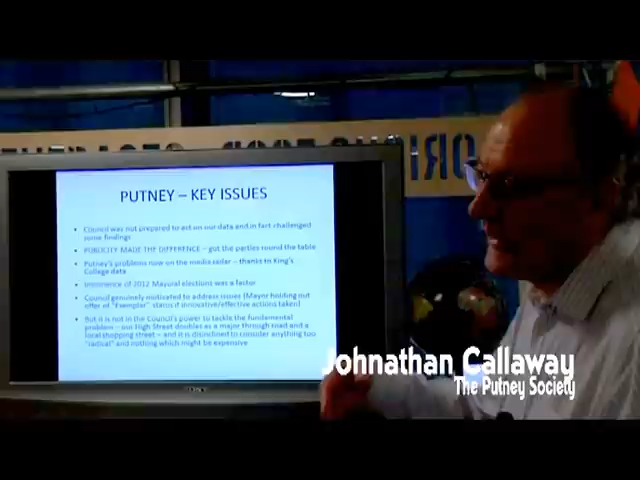 PUTNEY – KEY ISSUES
• Council was not prepared to act on our data and in fact challenged
some findings
• PUBLICITY MADE THE DIFFERENCE – got the parties round the table
• Putney's problems now on the media radar – thanks to King's
College data
• Imminence of 2012 Mayoral elections was a factor
• Council genuinely motivated to address issues (Mayor holding out
offer of "Exemplar" status if innovative/effective actions taken)
• But it is not in the Council's power to tackle the fundamental
problem – our High Street doubles as a major through road and a
local shopping street – and it is disinclined to consider anything too
"radical" and nothing which might be expensive
SONY
Johnathan Callaway
The Putney Society